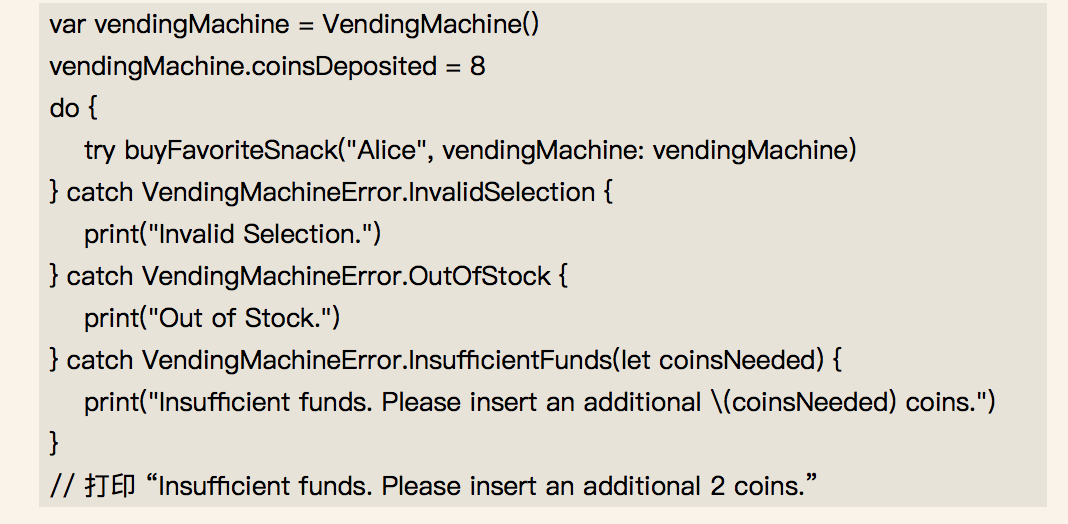 var vendingMachine = VendingMachine()
vendingMachine.coinsDeposited = 8
do {
    try buyFavoriteSnack("Alice", vendingMachine: vendingMachine)
} catch VendingMachineError.InvalidSelection {
    print("Invalid Selection.")
} catch VendingMachineError.OutOfStock {
    print("Out of Stock.")
} catch VendingMachineError.InsufficientFunds(let coinsNeeded) {
    print("Insufficient funds. Please insert an additional \(coinsNeeded) coins.")
}
// 打印 “Insufficient funds. Please insert an additional 2 coins.”